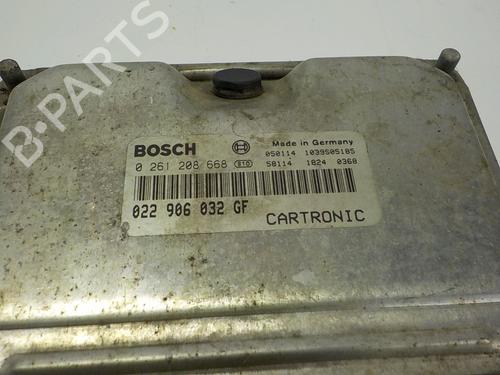 BOSCH
Made in Germany
0 261 208 668 E10
050114 1039S05185
58114 1824 0368
022 906 032 GF
CARTRONIC
B-Parts